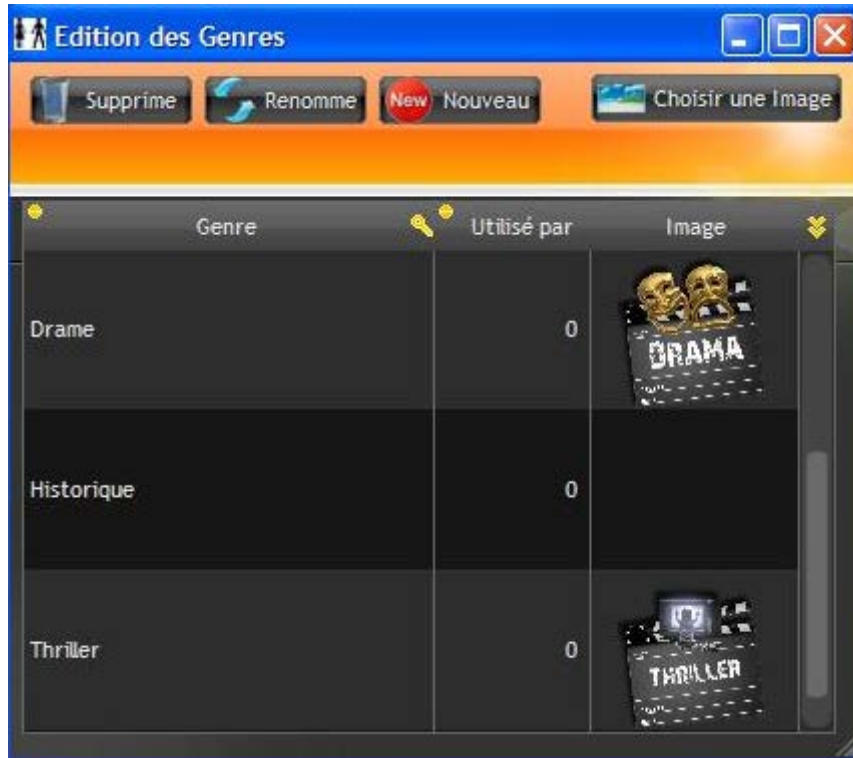 Edition des Genres
Supprime Renomme New Nouveau Choisir une Image
Genre Utilisé par Image
Drame 0 DRAMA
Historique 0
Thriller 0 THRILLER